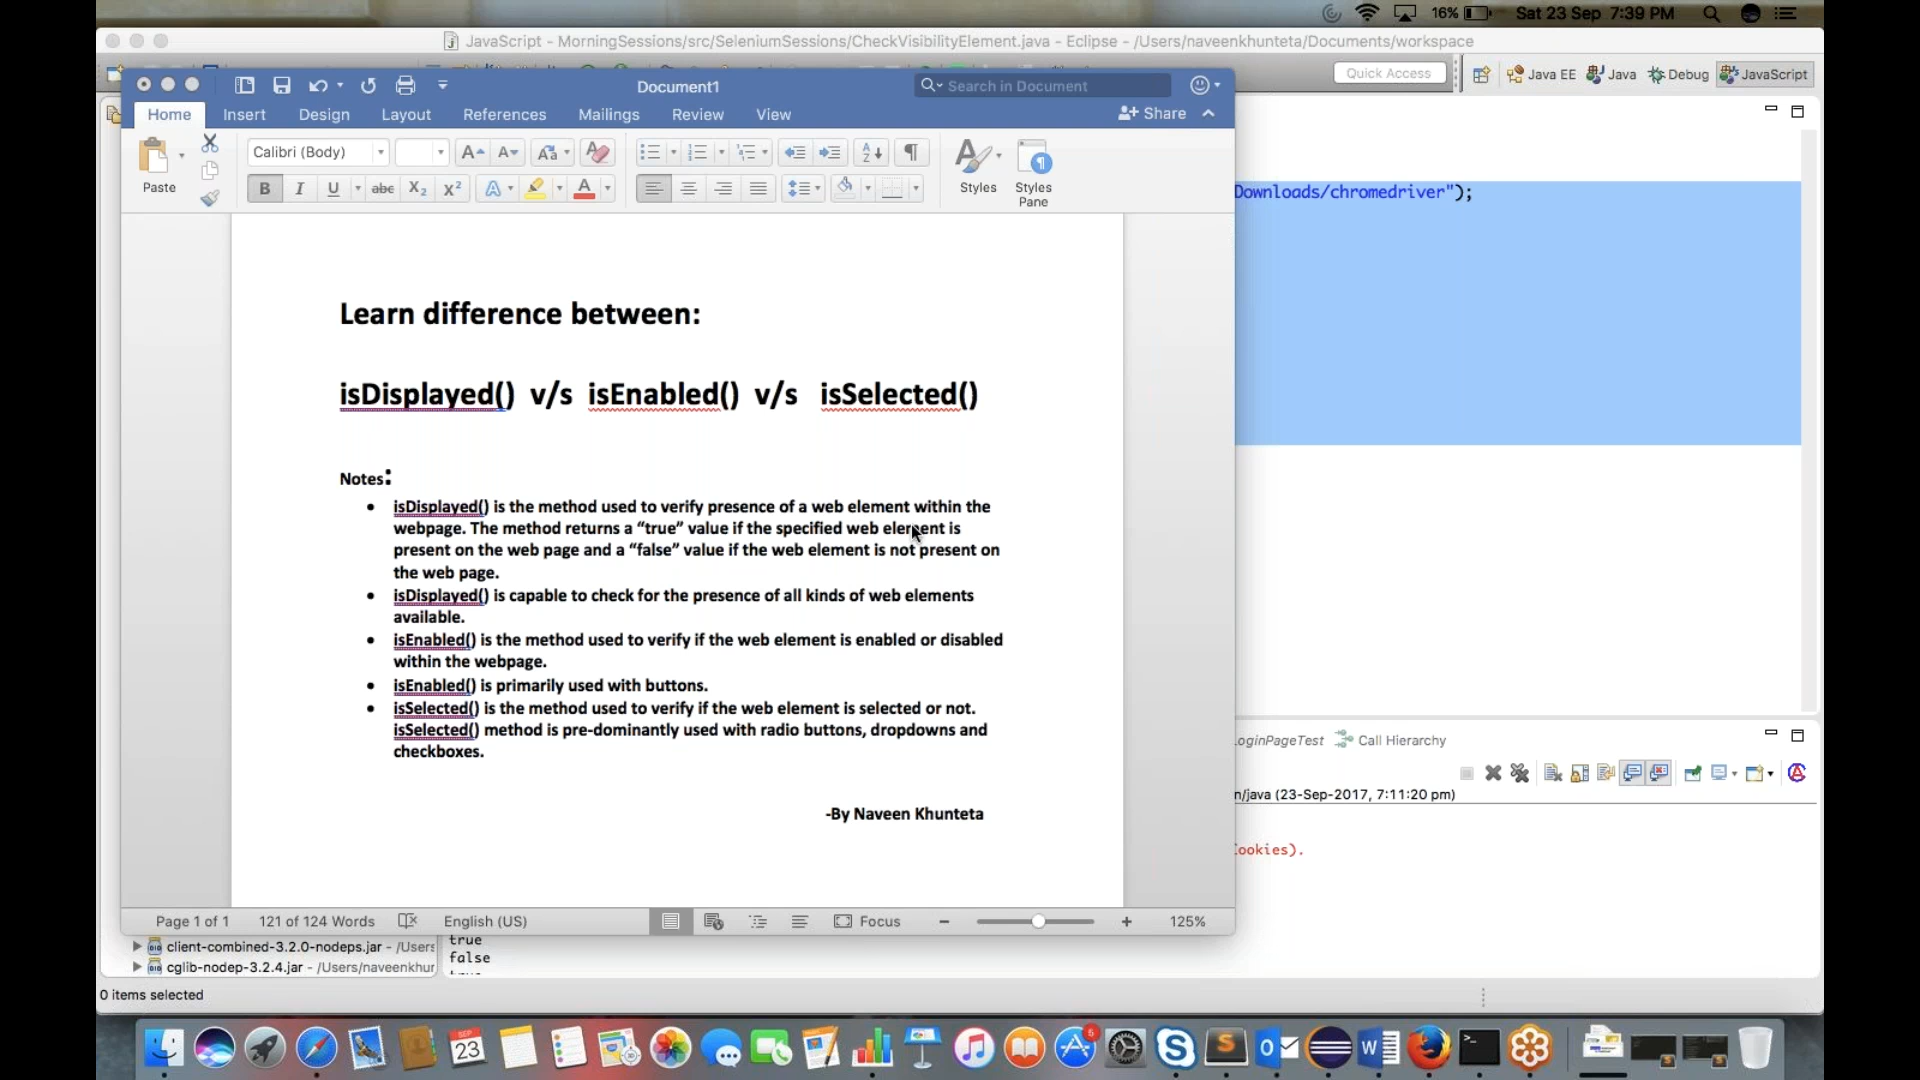 16% Sat 23 Sep 7:39 PM
JavaScript - MorningSessions/src/SeleniumSessions/CheckVisibilityElement.java - Eclipse - /Users/naveenkhunteta/Documents/workspace
Quick Access Java EE Java Debug JavaScript
Document1
Search in Document
Home Insert Design Layout References Mailings Review View Share
Paste
Calibri (Body)
B I U abc X₂ X²
Styles
Styles Pane
Downloads/chromedriver");
Learn difference between:
isDisplayed() v/s isEnabled() v/s isSelected()
Notes:
• isDisplayed() is the method used to verify presence of a web element within the
webpage. The method returns a “true” value if the specified web element is
present on the web page and a “false” value if the web element is not present on
the web page.
• isDisplayed() is capable to check for the presence of all kinds of web elements
available.
• isEnabled() is the method used to verify if the web element is enabled or disabled
within the webpage.
• isEnabled() is primarily used with buttons.
• isSelected() is the method used to verify if the web element is selected or not.
isSelected() method is pre-dominantly used with radio buttons, dropdowns and
checkboxes.
-By Naveen Khunteta
oginPageTest Call Hierarchy
n/java (23-Sep-2017, 7:11:20 pm)
ookies).
Page 1 of 1 121 of 124 Words English (US) Focus 125%
client-combined-3.2.0-nodeps.jar - /Users
cglib-nodep-3.2.4.jar - /Users/naveenkhur
true
false
0 items selected
SEP
23
6